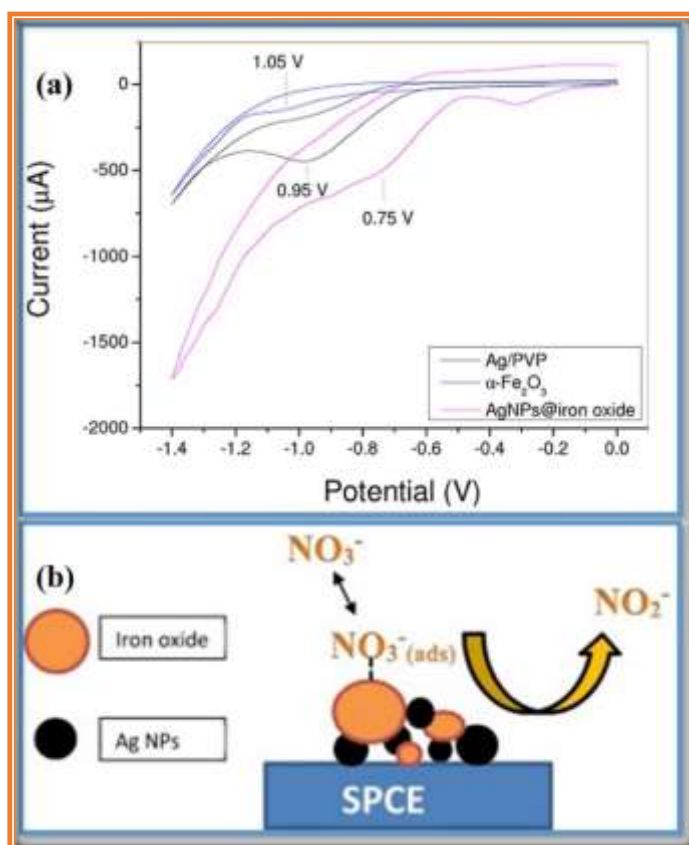 (a)
1.05 V
0.95 V
0.75 V
0
-500
-1000
-1500
-2000
Current (µA)
Ag/PVP
α-Fe₂O₃
AgNPs@iron oxide
-1.4 -1.2 -1.0 -0.8 -0.6 -0.4 -0.2 0.0
Potential (V)
(b)
NO₃⁻
NO₂⁻
Iron oxide
NO₃⁻(ads)
Ag NPs
SPCE